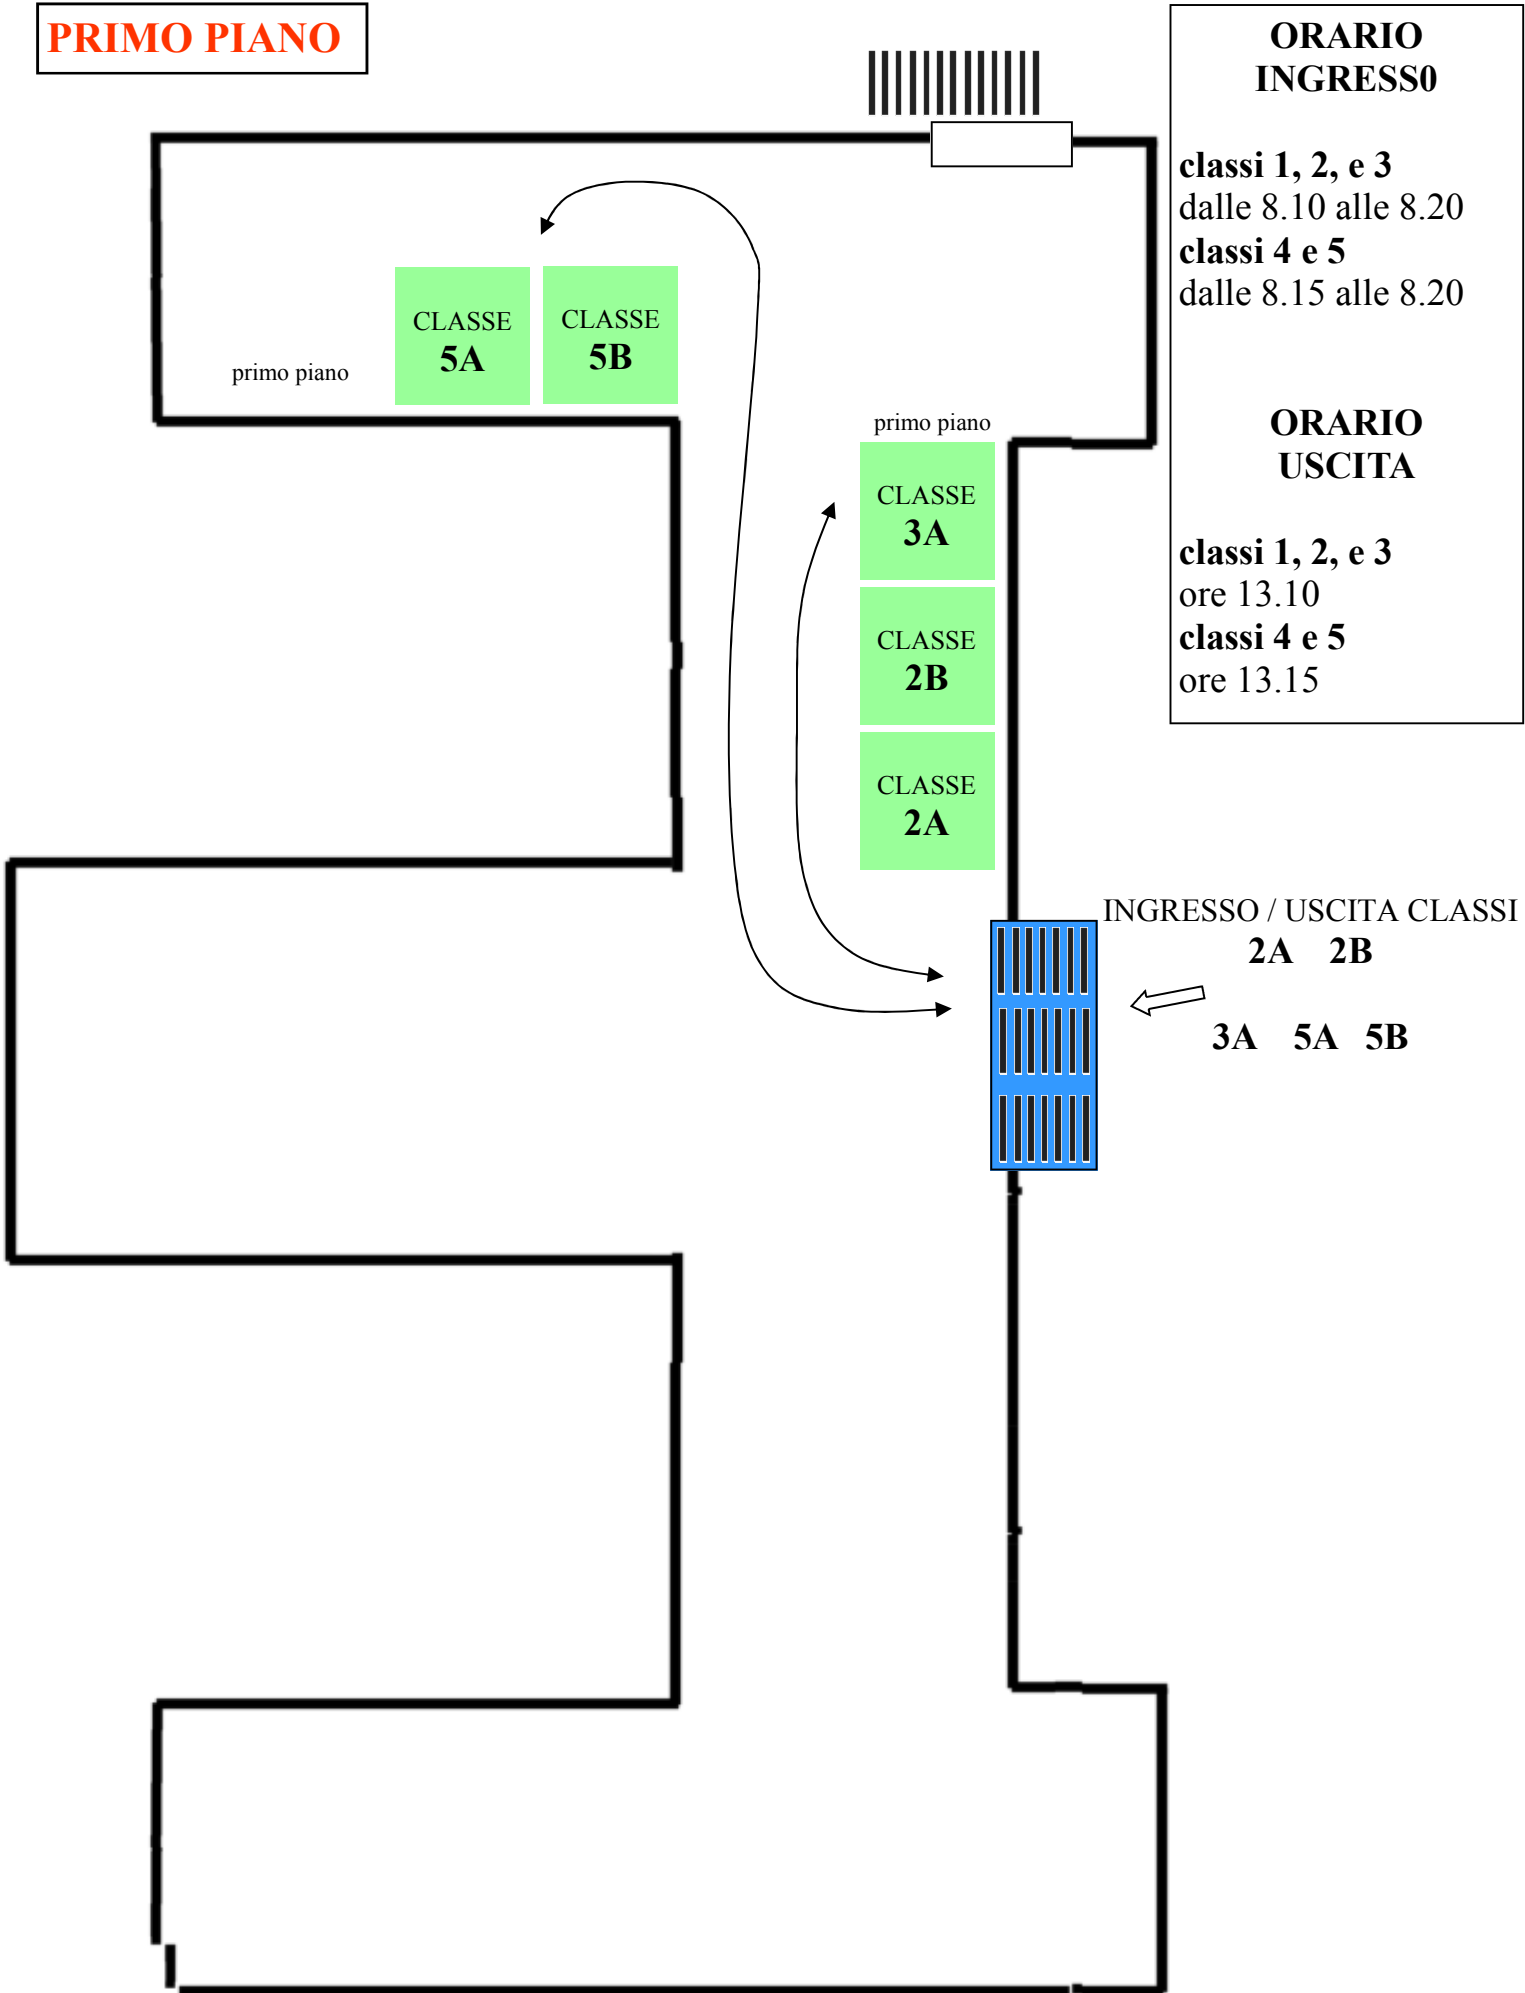 PRIMO PIANO
ORARIO
INGRESS0
classi 1, 2, e 3
dalle 8.10 alle 8.20
classi 4 e 5
dalle 8.15 alle 8.20
ORARIO
USCITA
classi 1, 2, e 3
ore 13.10
classi 4 e 5
ore 13.15
CLASSE
5A
CLASSE
5B
primo piano
primo piano
CLASSE
3A
CLASSE
2B
CLASSE
2A
INGRESSO / USCITA CLASSI
2A 2B
3A 5A 5B